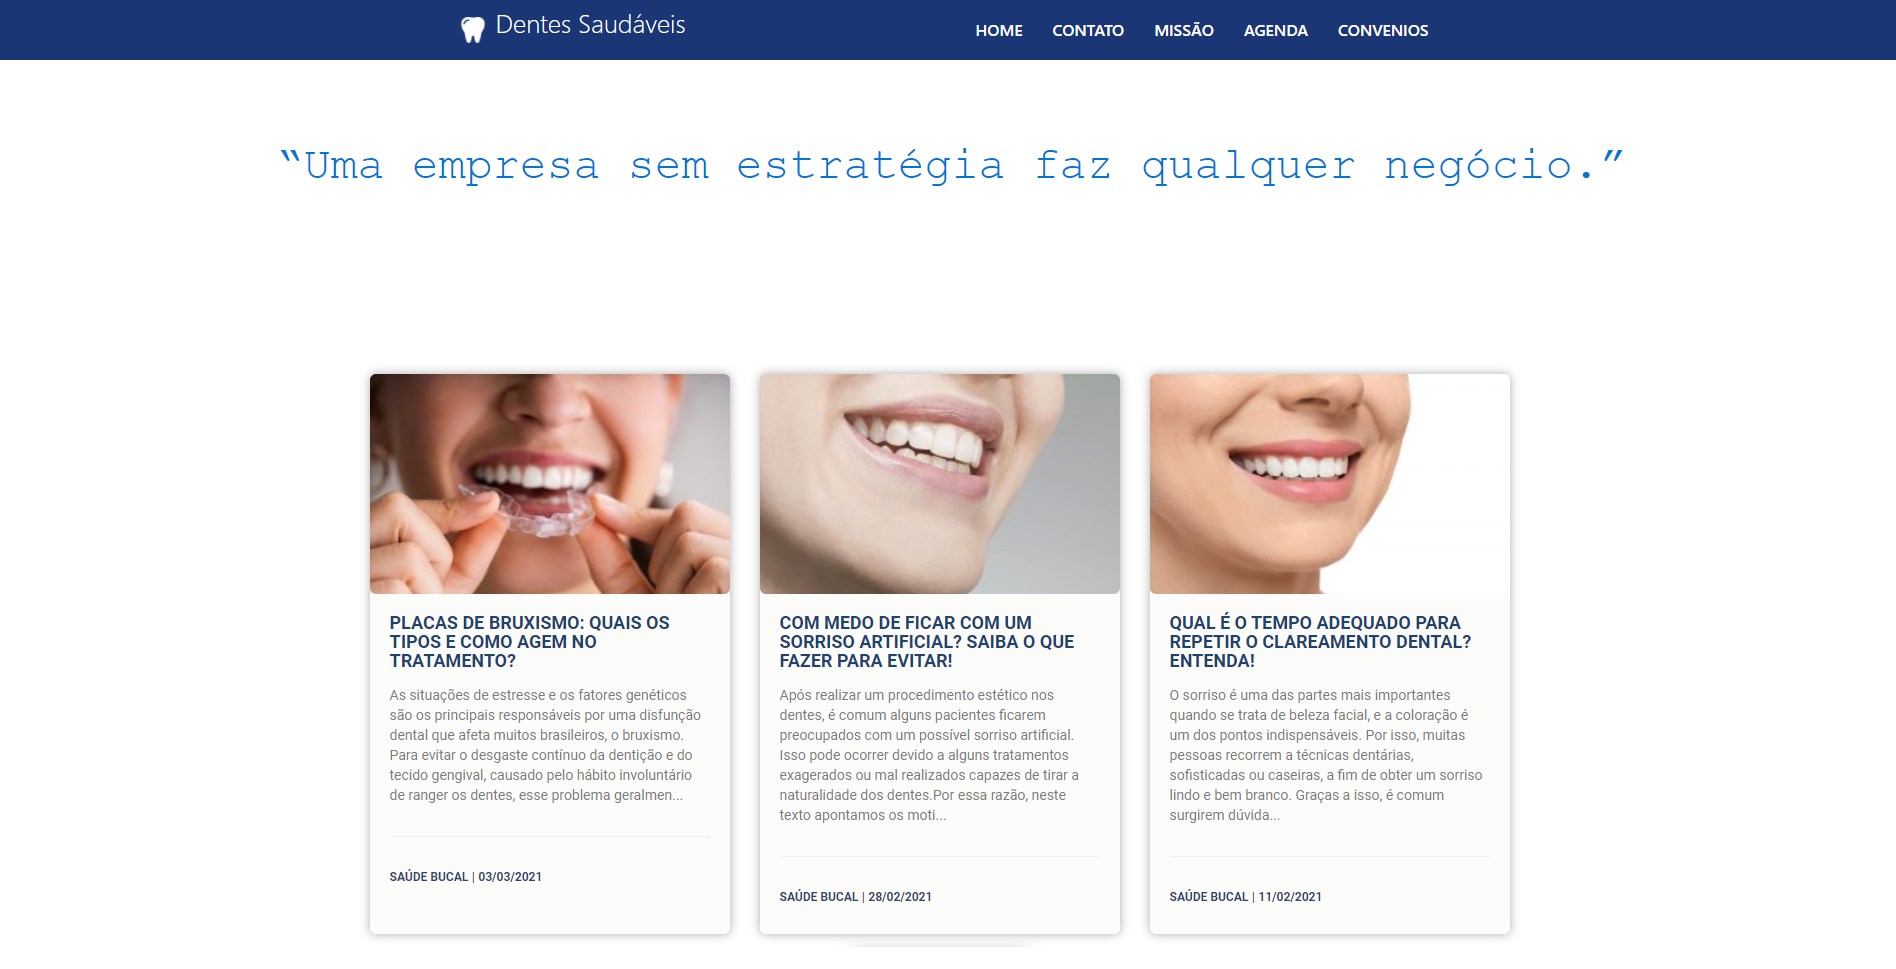 Dentes Saudáveis
HOME CONTATO MISSÃO AGENDA CONVENIOS
“Uma empresa sem estratégia faz qualquer negócio.”
PLACAS DE BRUXISMO: QUAIS OS
TIPOS E COMO AGEM NO
TRATAMENTO?
As situações de estresse e os fatores genéticos
são os principais responsáveis por uma disfunção
dental que afeta muitos brasileiros, o bruxismo.
Para evitar o desgaste contínuo da dentição e do
tecido gengival, causado pelo hábito involuntário
de ranger os dentes, esse problema geralmen...
SAÚDE BUCAL | 03/03/2021
COM MEDO DE FICAR COM UM
SORRISO ARTIFICIAL? SAIBA O QUE
FAZER PARA EVITAR!
Após realizar um procedimento estético nos
dentes, é comum alguns pacientes ficarem
preocupados com um possível sorriso artificial.
Isso pode ocorrer devido a alguns tratamentos
exagerados ou mal realizados capazes de tirar a
naturalidade dos dentes.Por essa razão, neste
texto apontamos os moti...
SAÚDE BUCAL | 28/02/2021
QUAL É O TEMPO ADEQUADO PARA
REPETIR O CLAREAMENTO DENTAL?
ENTENDA!
O sorriso é uma das partes mais importantes
quando se trata de beleza facial, e a coloração é
um dos pontos indispensáveis. Por isso, muitas
pessoas recorrem a técnicas dentárias,
sofisticadas ou caseiras, a fim de obter um sorriso
lindo e bem branco. Graças a isso, é comum
surgirem dúvida...
SAÚDE BUCAL | 11/02/2021